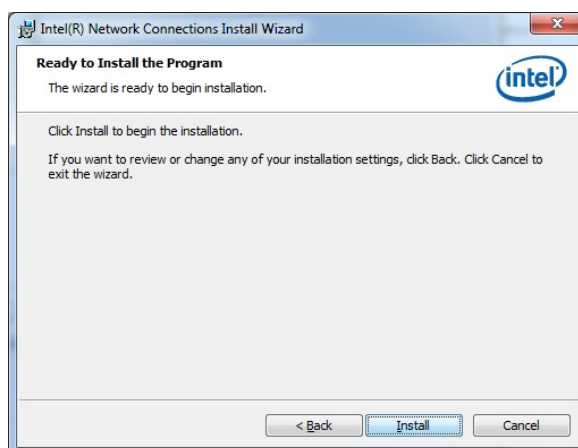 Intel(R) Network Connections Install Wizard
Ready to Install the Program
The wizard is ready to begin installation.
intel
Click Install to begin the installation.
If you want to review or change any of your installation settings, click Back. Click Cancel to
exit the wizard.
< Back
Install
Cancel